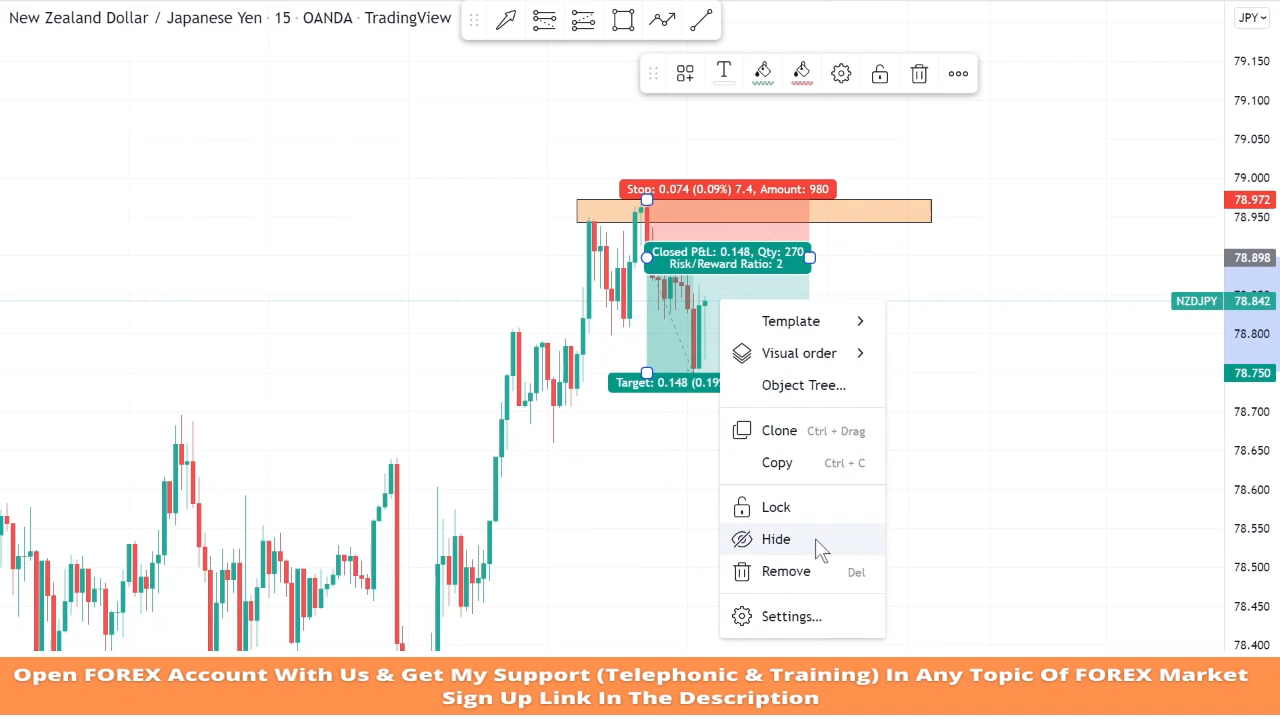 New Zealand Dollar / Japanese Yen · 15 · OANDA · TradingView
JPY
T
79.150
79.100
79.050
79.000
78.972
78.950
78.898
NZDJPY 78.842
78.800
78.750
78.700
78.650
78.600
78.550
78.500
78.450
78.400
Stop: 0.074 (0.09%) 7.4, Amount: 980
Closed P&L: 0.148, Qty: 270
Risk/Reward Ratio: 2
Target: 0.148 (0.19
Template
Visual order
Object Tree...
Clone Ctrl + Drag
Copy Ctrl + C
Lock
Hide
Remove Del
Settings...
Open FOREX Account With Us & Get My Support (Telephonic & Training) In Any Topic Of FOREX Market
Sign Up Link In The Description